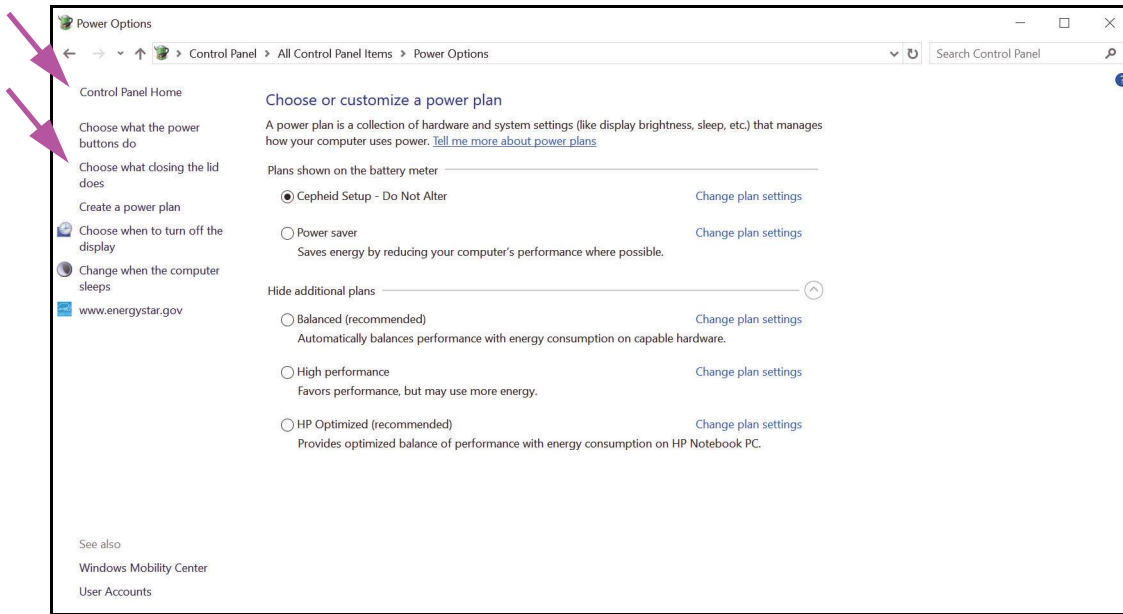 Power Options
Control Panel > All Control Panel Items > Power Options
Search Control Panel
Control Panel Home
Choose what the power
buttons do
Choose what closing the lid
does
Create a power plan
Choose when to turn off the
display
Change when the computer
sleeps
www.energystar.gov
Choose or customize a power plan
A power plan is a collection of hardware and system settings (like display brightness, sleep, etc.) that manages
how your computer uses power. Tell me more about power plans
Plans shown on the battery meter
Cepheid Setup - Do Not Alter Change plan settings
Power saver Change plan settings
Saves energy by reducing your computer's performance where possible.
Hide additional plans
Balanced (recommended) Change plan settings
Automatically balances performance with energy consumption on capable hardware.
High performance Change plan settings
Favors performance, but may use more energy.
HP Optimized (recommended) Change plan settings
Provides optimized balance of performance with energy consumption on HP Notebook PC.
See also
Windows Mobility Center
User Accounts